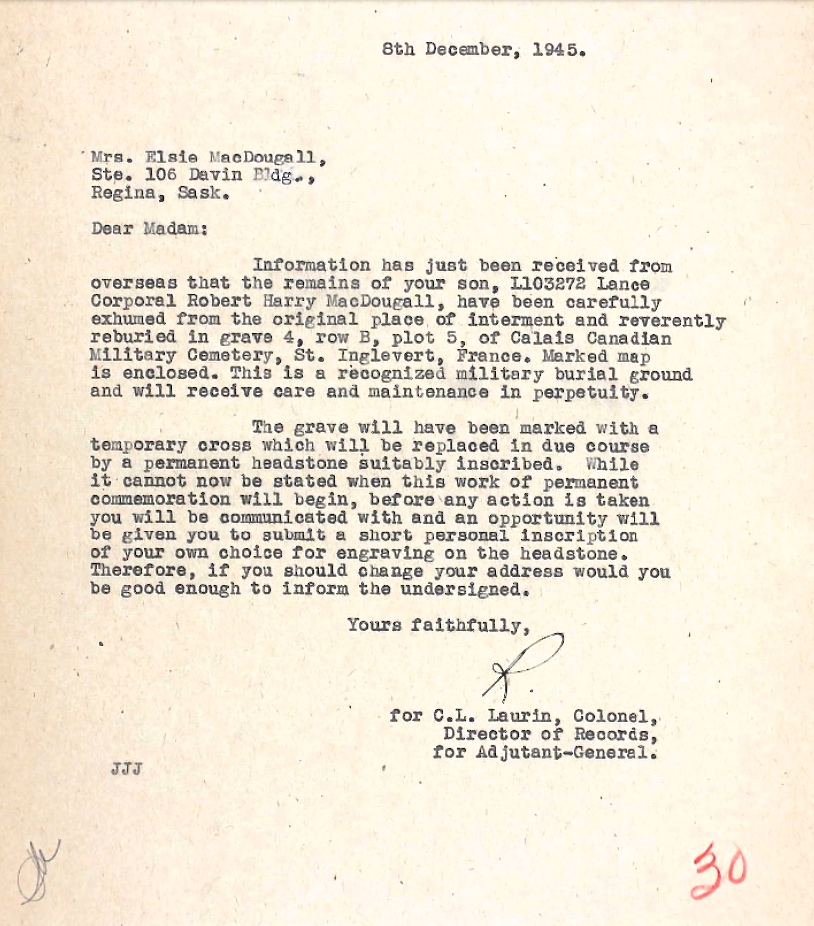 8th December, 1945.
Mrs. Elsie MacDougall,
Ste. 106 Davin Bldg.,
Regina, Sask.
Dear Madam:
Information has just been received from
overseas that the remains of your son, L103272 Lance
Corporal Robert Harry MacDougall, have been carefully
exhumed from the original place of interment and reverently
reburied in grave 4, row B, plot 5, of Calais Canadian
Military Cemetery, St. Inglevert, France. Marked map
is enclosed. This is a recognized military burial ground
and will receive care and maintenance in perpetuity.
The grave will have been marked with a
temporary cross which will be replaced in due course
by a permanent headstone suitably inscribed. While
it cannot now be stated when this work of permanent
commemoration will begin, before any action is taken
you will be communicated with and an opportunity will
be given you to submit a short personal inscription
of your own choice for engraving on the headstone.
Therefore, if you should change your address would you
be good enough to inform the undersigned.
Yours faithfully,
R.
for C.L. Laurin, Colonel,
Director of Records,
for Adjutant-General.
JJJ
30